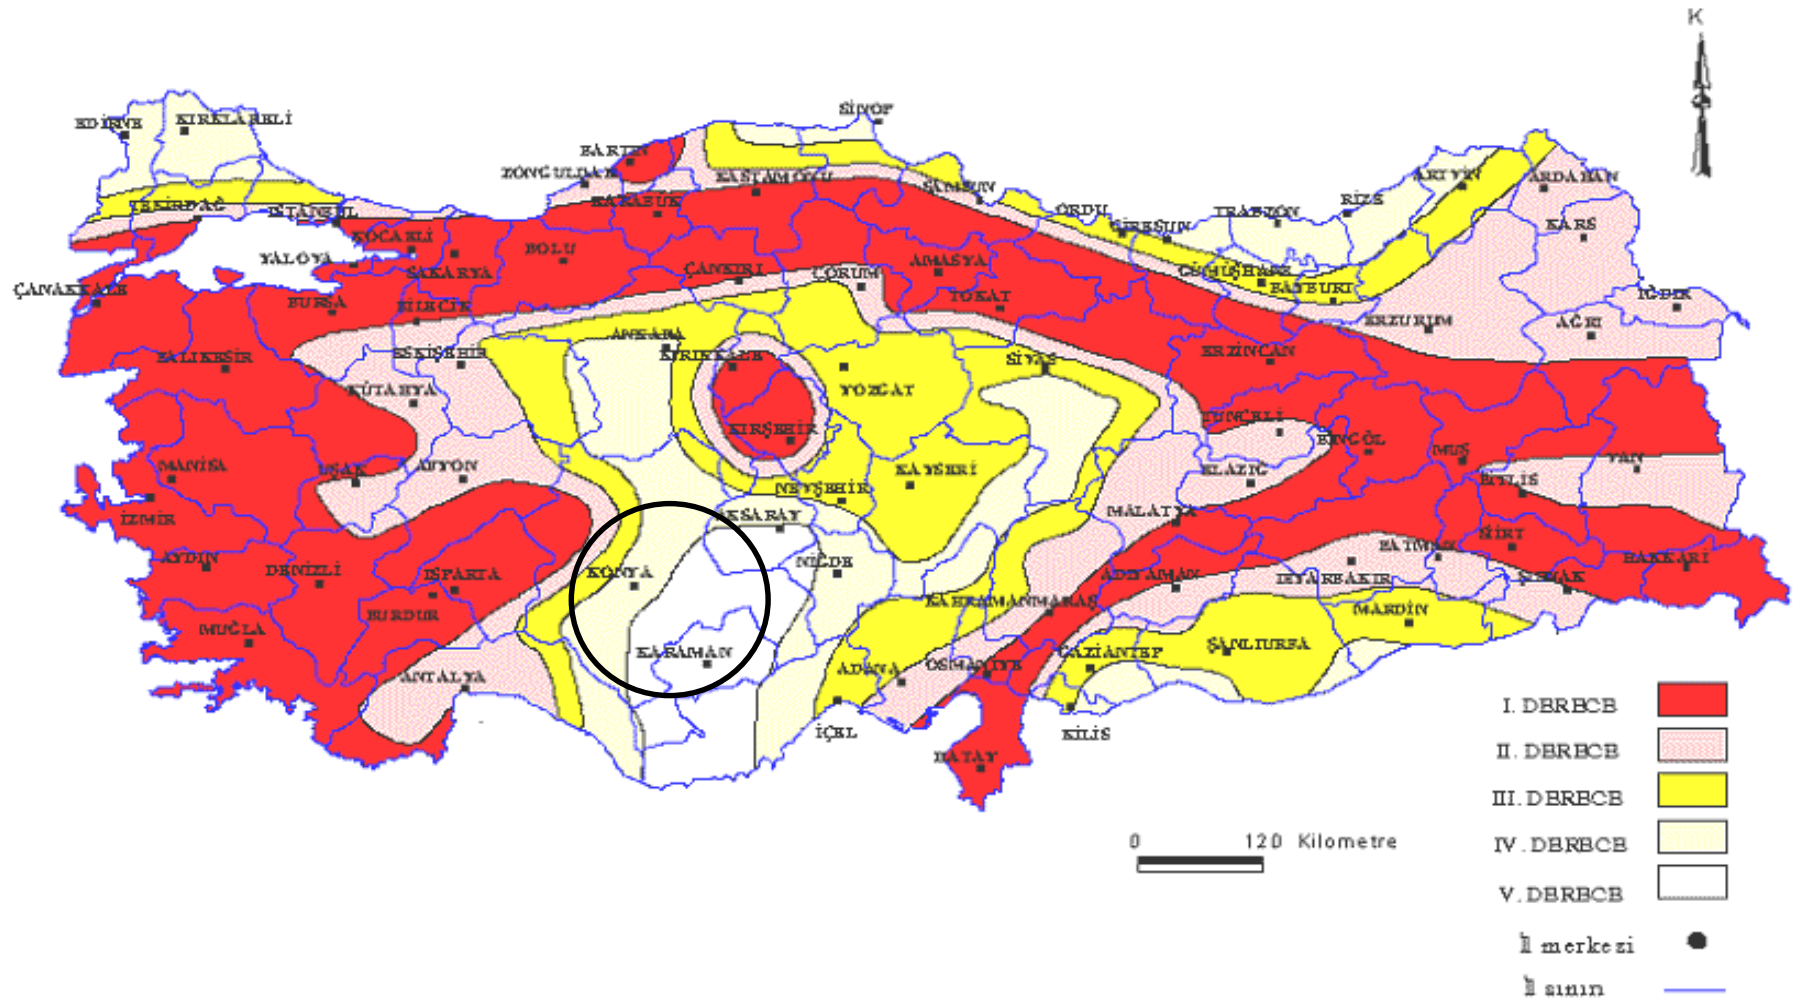 K
SİNOP
EDİRNE
KIRKLARELİ
BARTIN
ZONGULDAK
KASTAMONU
SAMSUN
ARTVİN
ARDAHAN
TEKİRDAĞ
İSTANBUL
KARABÜK
ORDU
GİRESUN
TRABZON
RİZE
KARS
KOCAELİ
YALOVA
SAKARYA
BOLU
ÇANKIRI
ÇORUM
AMASYA
GÜMÜŞHANE
BAYBURT
ÇANAKKALE
BURSA
BİLECİK
TOKAT
ERZURUM
AĞRI
IĞDIR
BALIKESİR
ESKİŞEHİR
ANKARA
KIRIKKALE
YOZGAT
SİVAS
ERZİNCAN
KÜTAHYA
KIRŞEHİR
TUNCELİ
BİNGÖL
MUŞ
VAN
MANİSA
UŞAK
AFYON
KAYSERİ
ELAZIĞ
BİTLİS
İZMİR
NEVŞEHİR
AKSARAY
MALATYA
SİİRT
AYDIN
DENİZLİ
ISPARTA
KONYA
NİĞDE
ADIYAMAN
DİYARBAKIR
BATMAN
ŞIRNAK
HAKKARİ
BURDUR
KAHRAMANMARAŞ
MARDİN
MUĞLA
KARAMAN
ADANA
OSMANİYE
GAZİANTEP
ŞANLIURFA
ANTALYA
İÇEL
KİLİS
HATAY
I. DERECE
II. DERECE
III. DERECE
IV. DERECE
V. DERECE
İl merkezi
İl sınırı
0 120 Kilometre